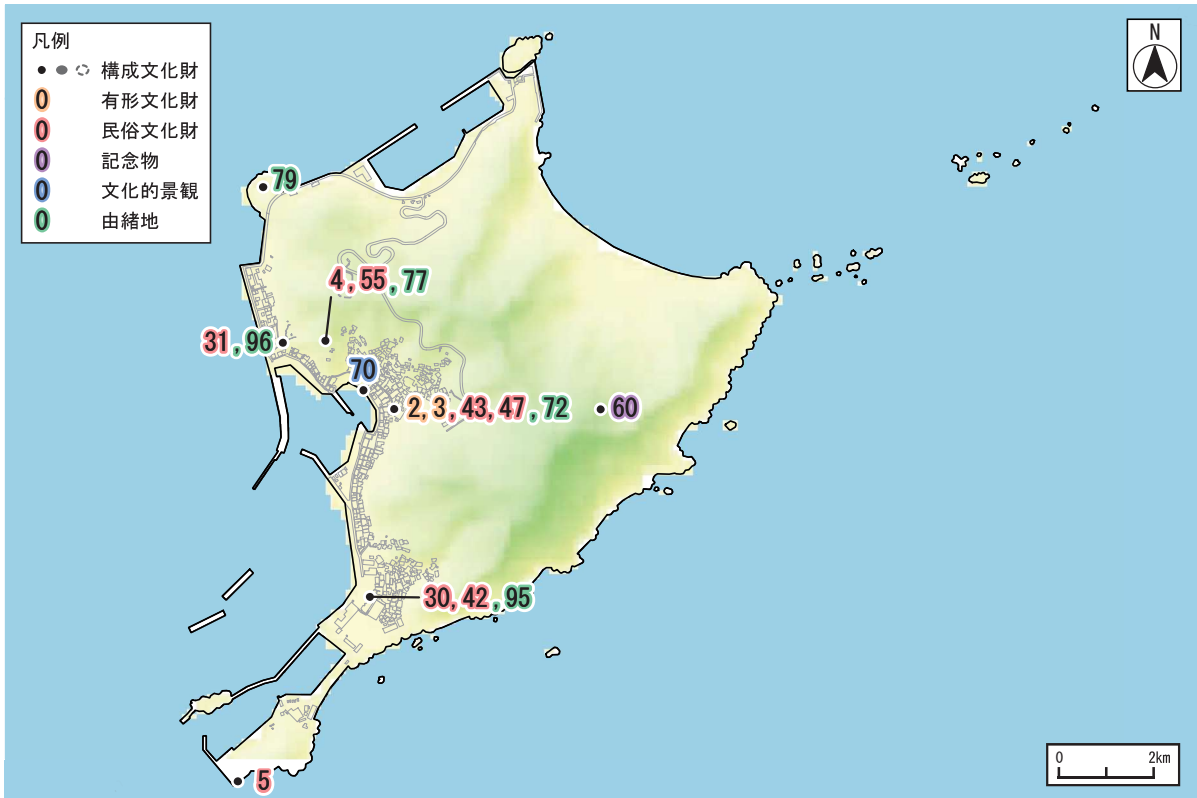 凡例
構成文化財
0 有形文化財
0 民俗文化財
0 記念物
0 文化的景観
0 由緒地
N
79
4, 55, 77
31, 96
70
2, 3, 43, 47, 72
60
30, 42, 95
5
0 2km